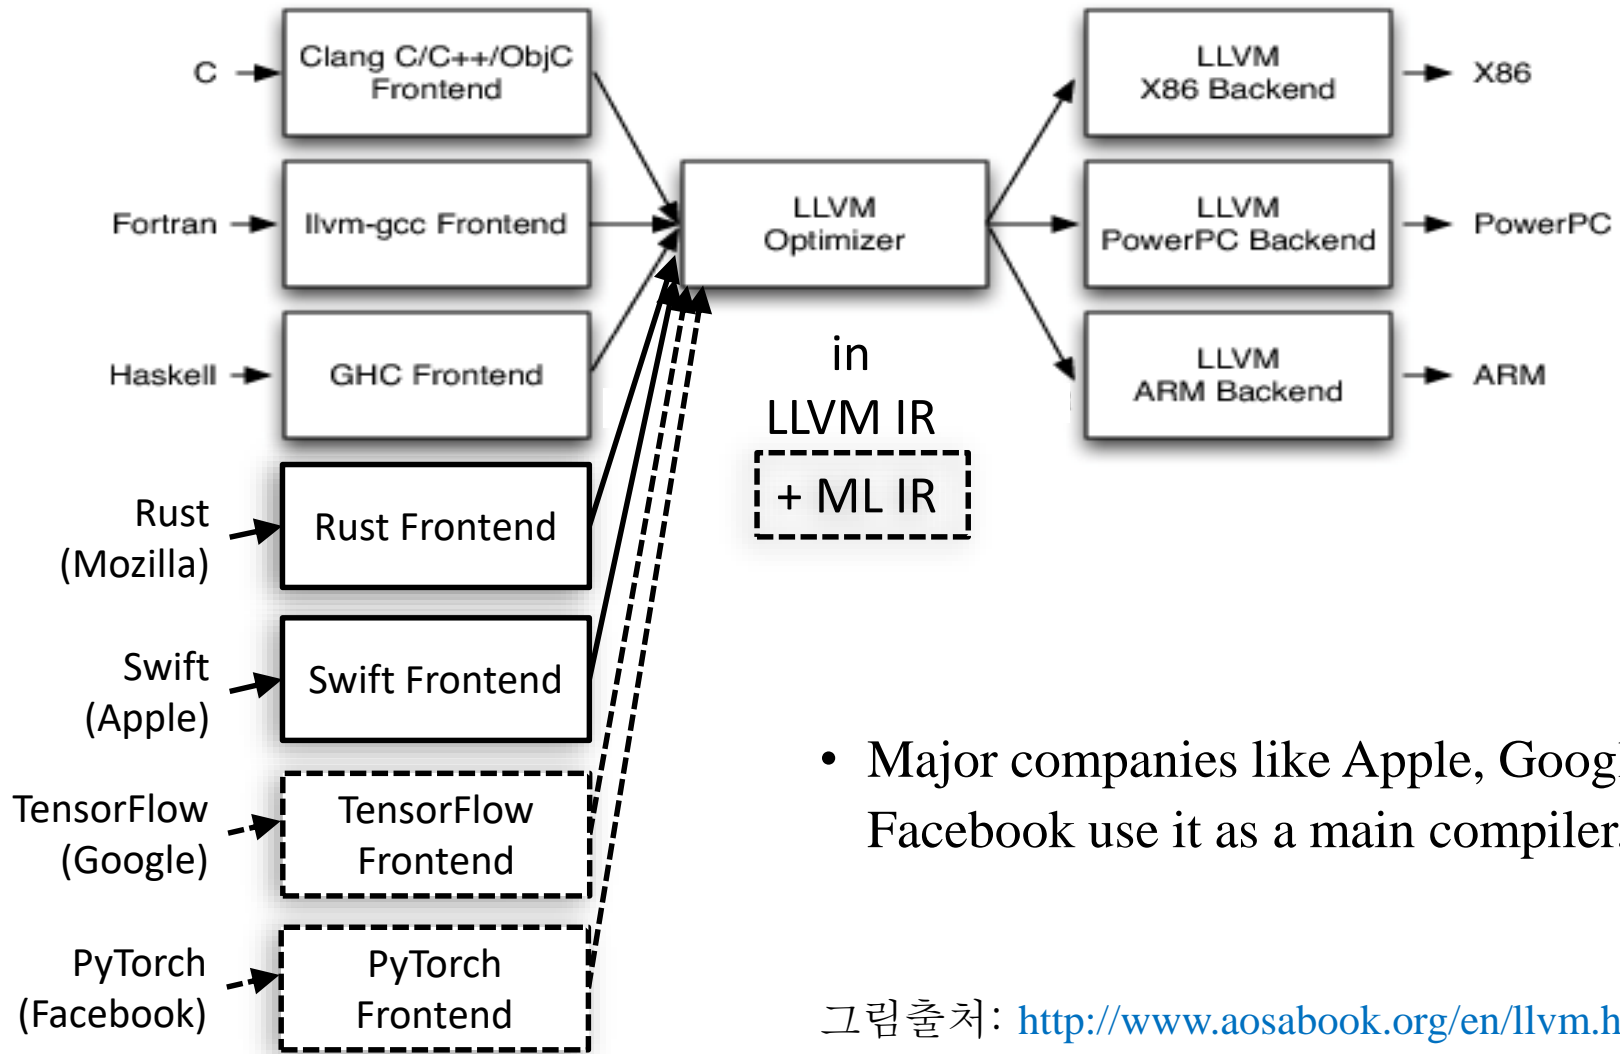 C
Clang C/C++/ObjC
Frontend
LLVM
X86 Backend
X86
Fortran
llvm-gcc Frontend
LLVM
Optimizer
LLVM
PowerPC Backend
PowerPC
Haskell
GHC Frontend
in
LLVM IR
+ ML IR
LLVM
ARM Backend
ARM
Rust
(Mozilla)
Rust Frontend
Swift
(Apple)
Swift Frontend
TensorFlow
(Google)
TensorFlow
Frontend
PyTorch
(Facebook)
PyTorch
Frontend
• Major companies like Apple, Googl
Facebook use it as a main compiler.
그림출처: http://www.aosabook.org/en/llvm.h